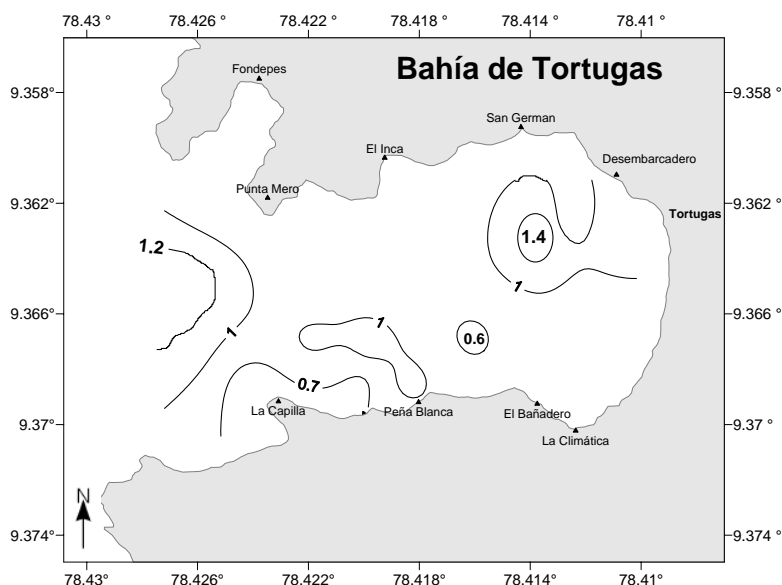 78.43 ° 78.426 78.422 78.418 78.414 78.41 °
Bahía de Tortugas
Fondepes
9.358° 9.358 °
San German
El Inca
Desembarcadero
Punta Mero
9.362° 9.362 °
Tortugas
1.4
1.2
1
9.366° 9.366 °
1
1
0.6
0.7
La Capilla
Peña Blanca
El Bañadero
9.37° 9.37 °
La Climática
N
9.374° 9.374 °
78.43 ° 78.426 78.422 78.418 78.414 78.41 °